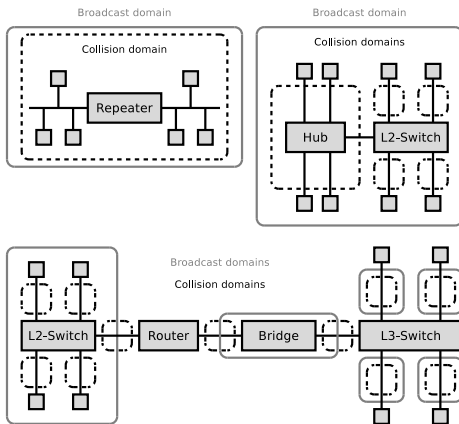 Broadcast domain
Broadcast domain
Collision domain
Collision domains
Repeater
Hub
L2-Switch
Broadcast domains
Collision domains
L2-Switch
Router
Bridge
L3-Switch